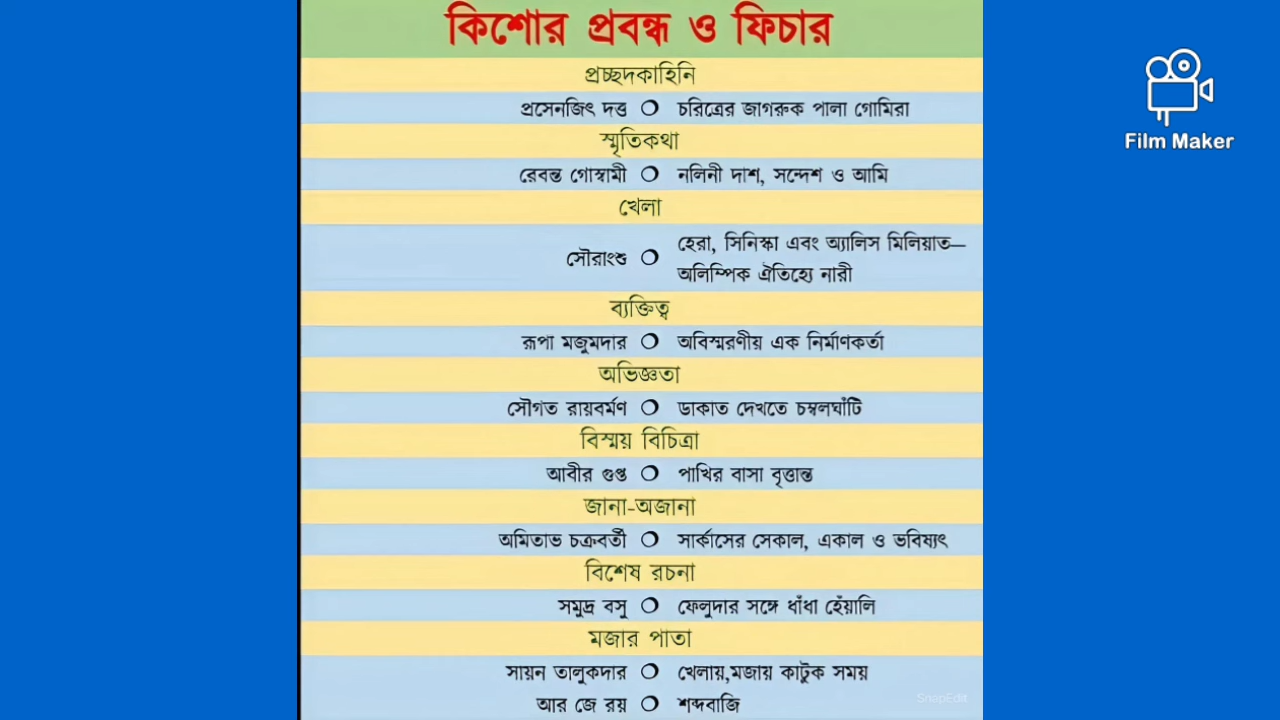 কিশোর প্রবন্ধ ও ফিচার
প্রচ্ছদকাহিনি
প্রসেনজিৎ দত্ত ❍ চরিত্রের জাগরুক পালা গোমিরা
স্মৃতিকথা
রেবন্ত গোস্বামী ❍ নলিনী দাশ, সন্দেশ ও আমি
খেলা
সৌরাংশু ❍ হেরা, সিনিস্কা এবং অ্যালিস মিলিয়াত—
অলিম্পিক ঐতিহ্যে নারী
ব্যক্তিত্ব
রূপা মজুমদার ❍ অবিস্মরণীয় এক নির্মাণকর্তা
অভিজ্ঞতা
সৌগত রায়বর্মণ ❍ ডাকাত দেখতে চম্বলঘাঁটি
বিস্ময় বিচিত্রা
আবীর গুপ্ত ❍ পাখির বাসা বৃত্তান্ত
জানা-অজানা
অমিতাভ চক্রবর্তী ❍ সার্কাসের সেকাল, একাল ও ভবিষ্যৎ
বিশেষ রচনা
সমুদ্র বসু ❍ ফেলুদার সঙ্গে ধাঁধা হেঁয়ালি
মজার পাতা
সায়ন তালুকদার ❍ খেলায়,মজায় কাটুক সময়
আর জে রয় ❍ শব্দবাজি
Film Maker
SnapEdit